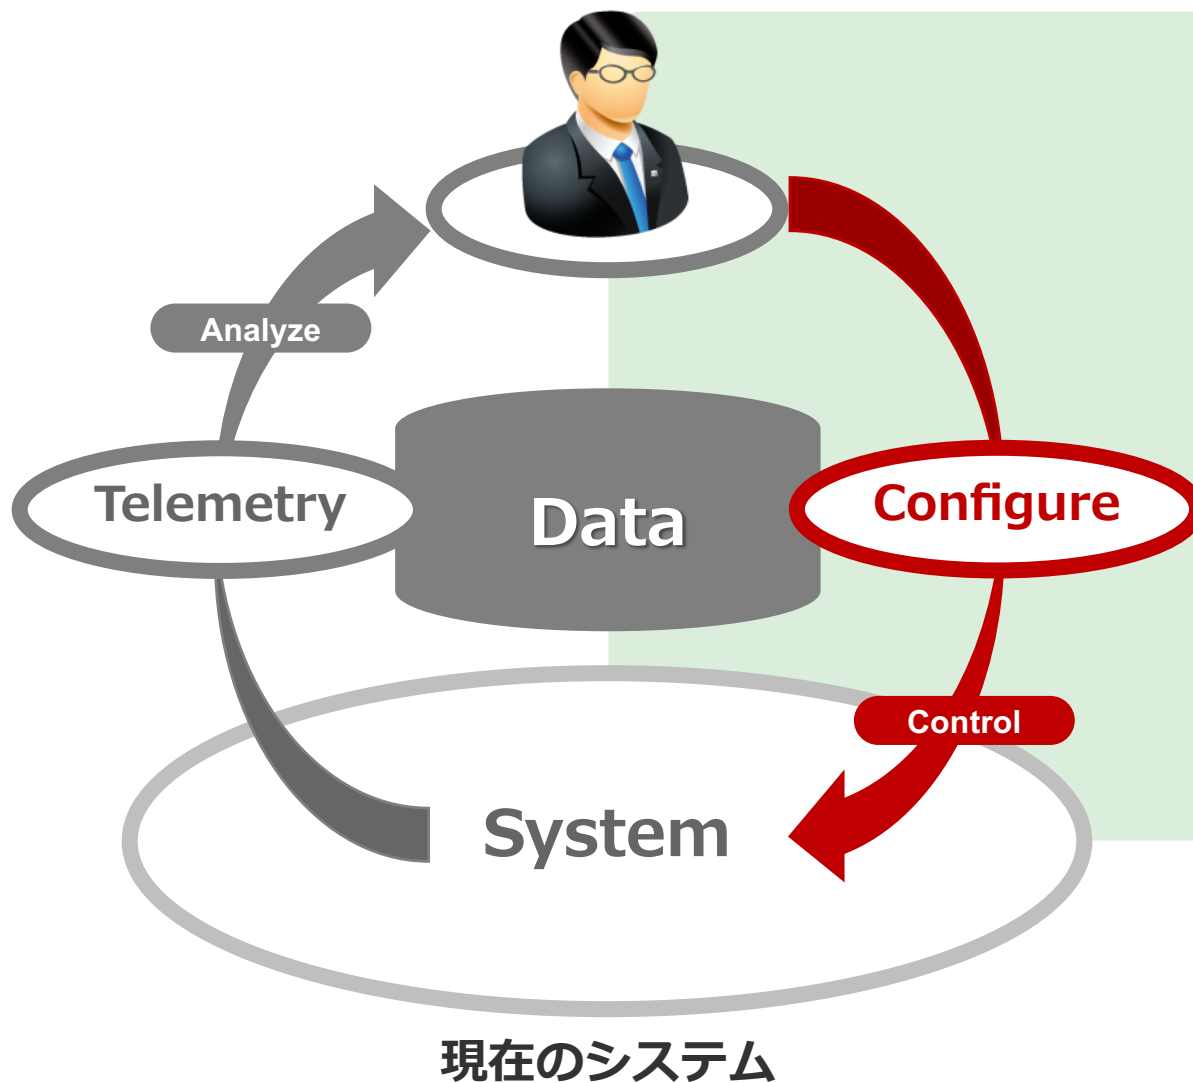 Analyze
Telemetry
Data
Configure
Control
System
現在のシステム